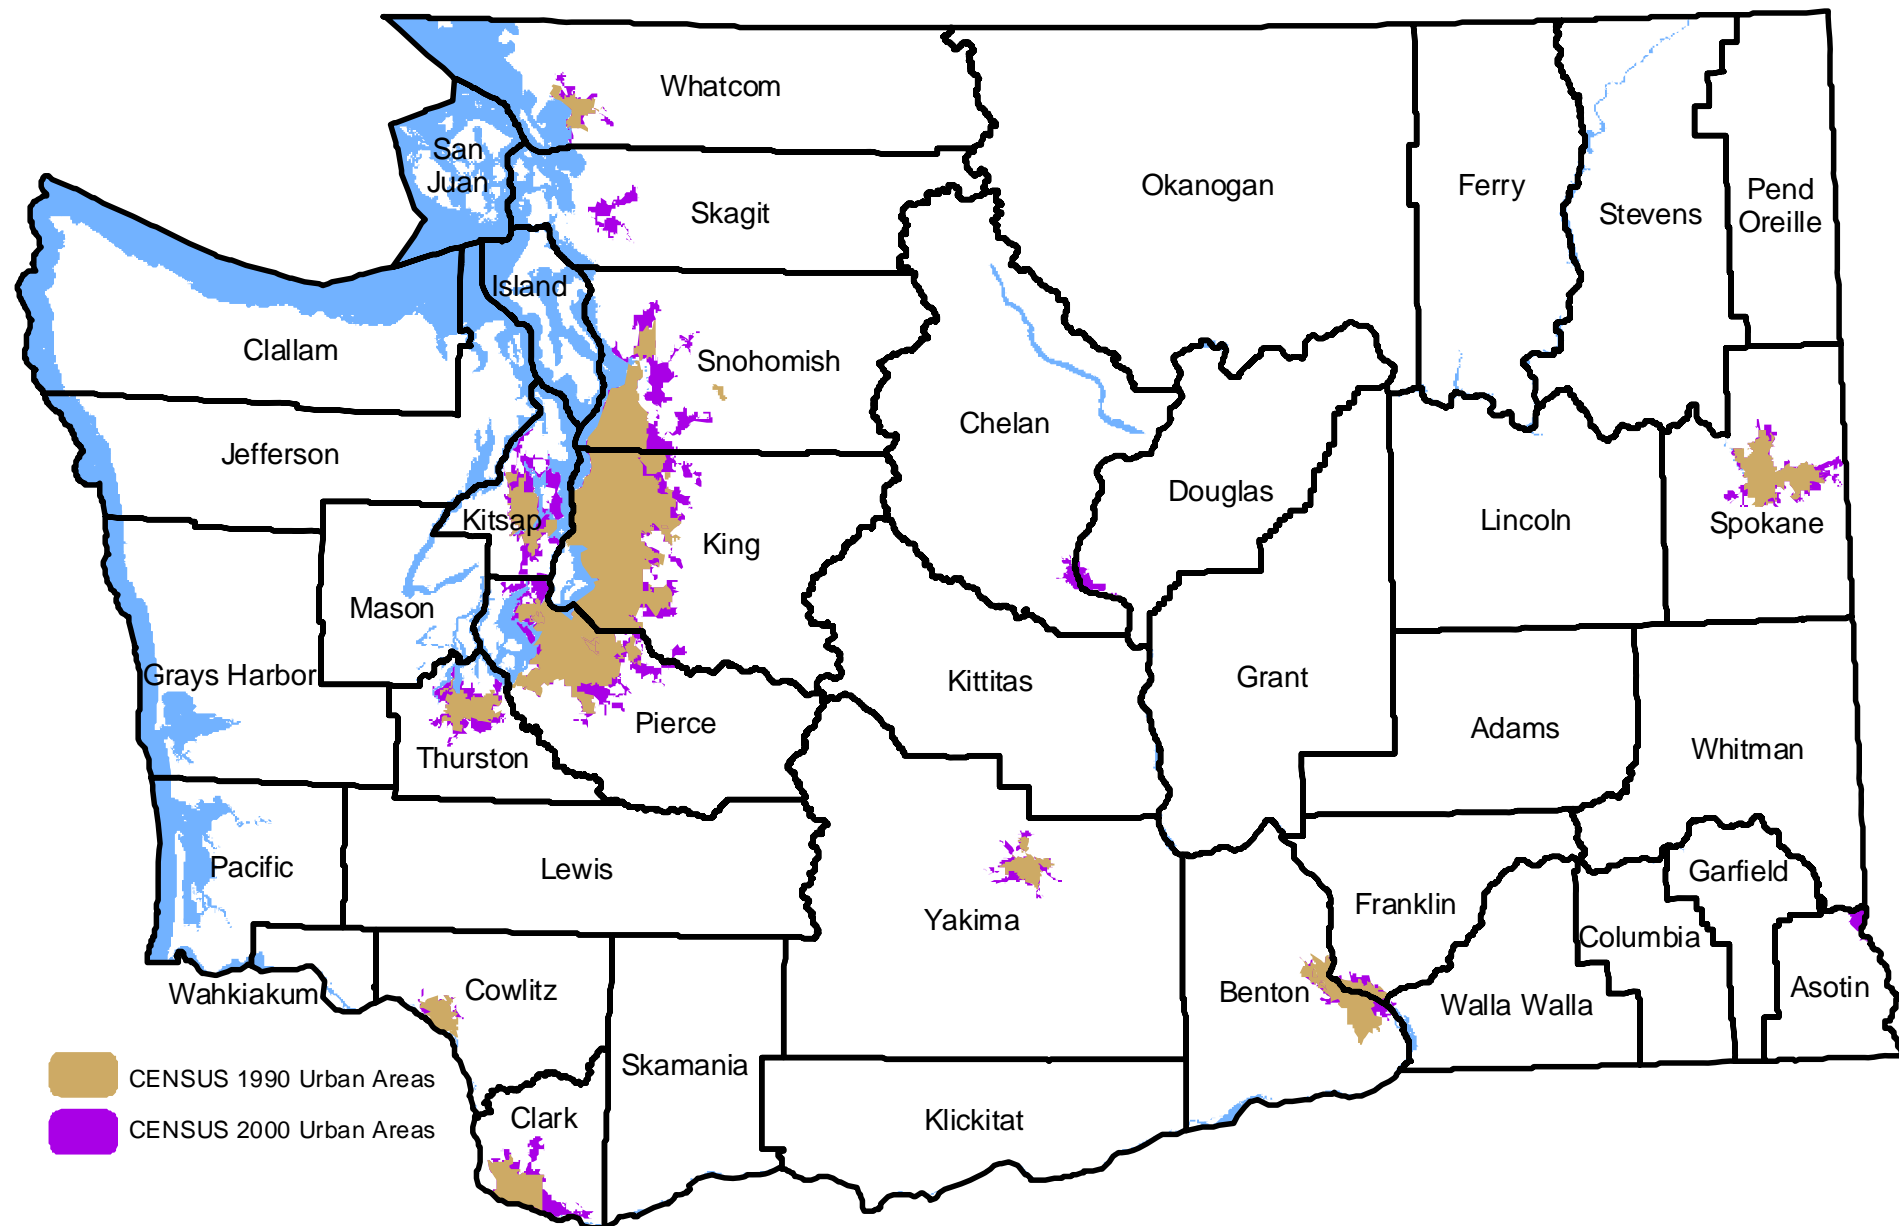 Whatcom
San
Juan
Skagit
Okanogan
Ferry
Stevens
Pend
Oreille
Island
Clallam
Snohomish
Chelan
Jefferson
Douglas
Kitsap
King
Lincoln
Spokane
Mason
Grays Harbor
Kittitas
Grant
Pierce
Adams
Whitman
Thurston
Pacific
Lewis
Yakima
Franklin
Garfield
Columbia
Wahkiakum
Cowlitz
Benton
Walla Walla
Asotin
Skamania
Clark
Klickitat
CENSUS 1990 Urban Areas
CENSUS 2000 Urban Areas